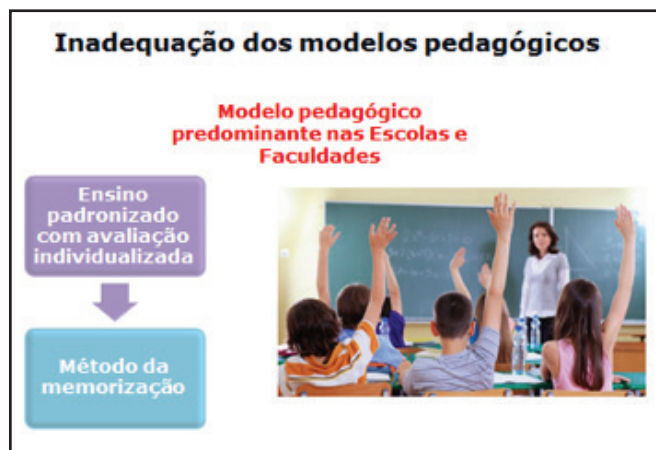 Inadequação dos modelos pedagógicos
Modelo pedagógico
predominante nas Escolas e
Faculdades
Ensino
padronizado
com avaliação
individualizada
Método da
memorização